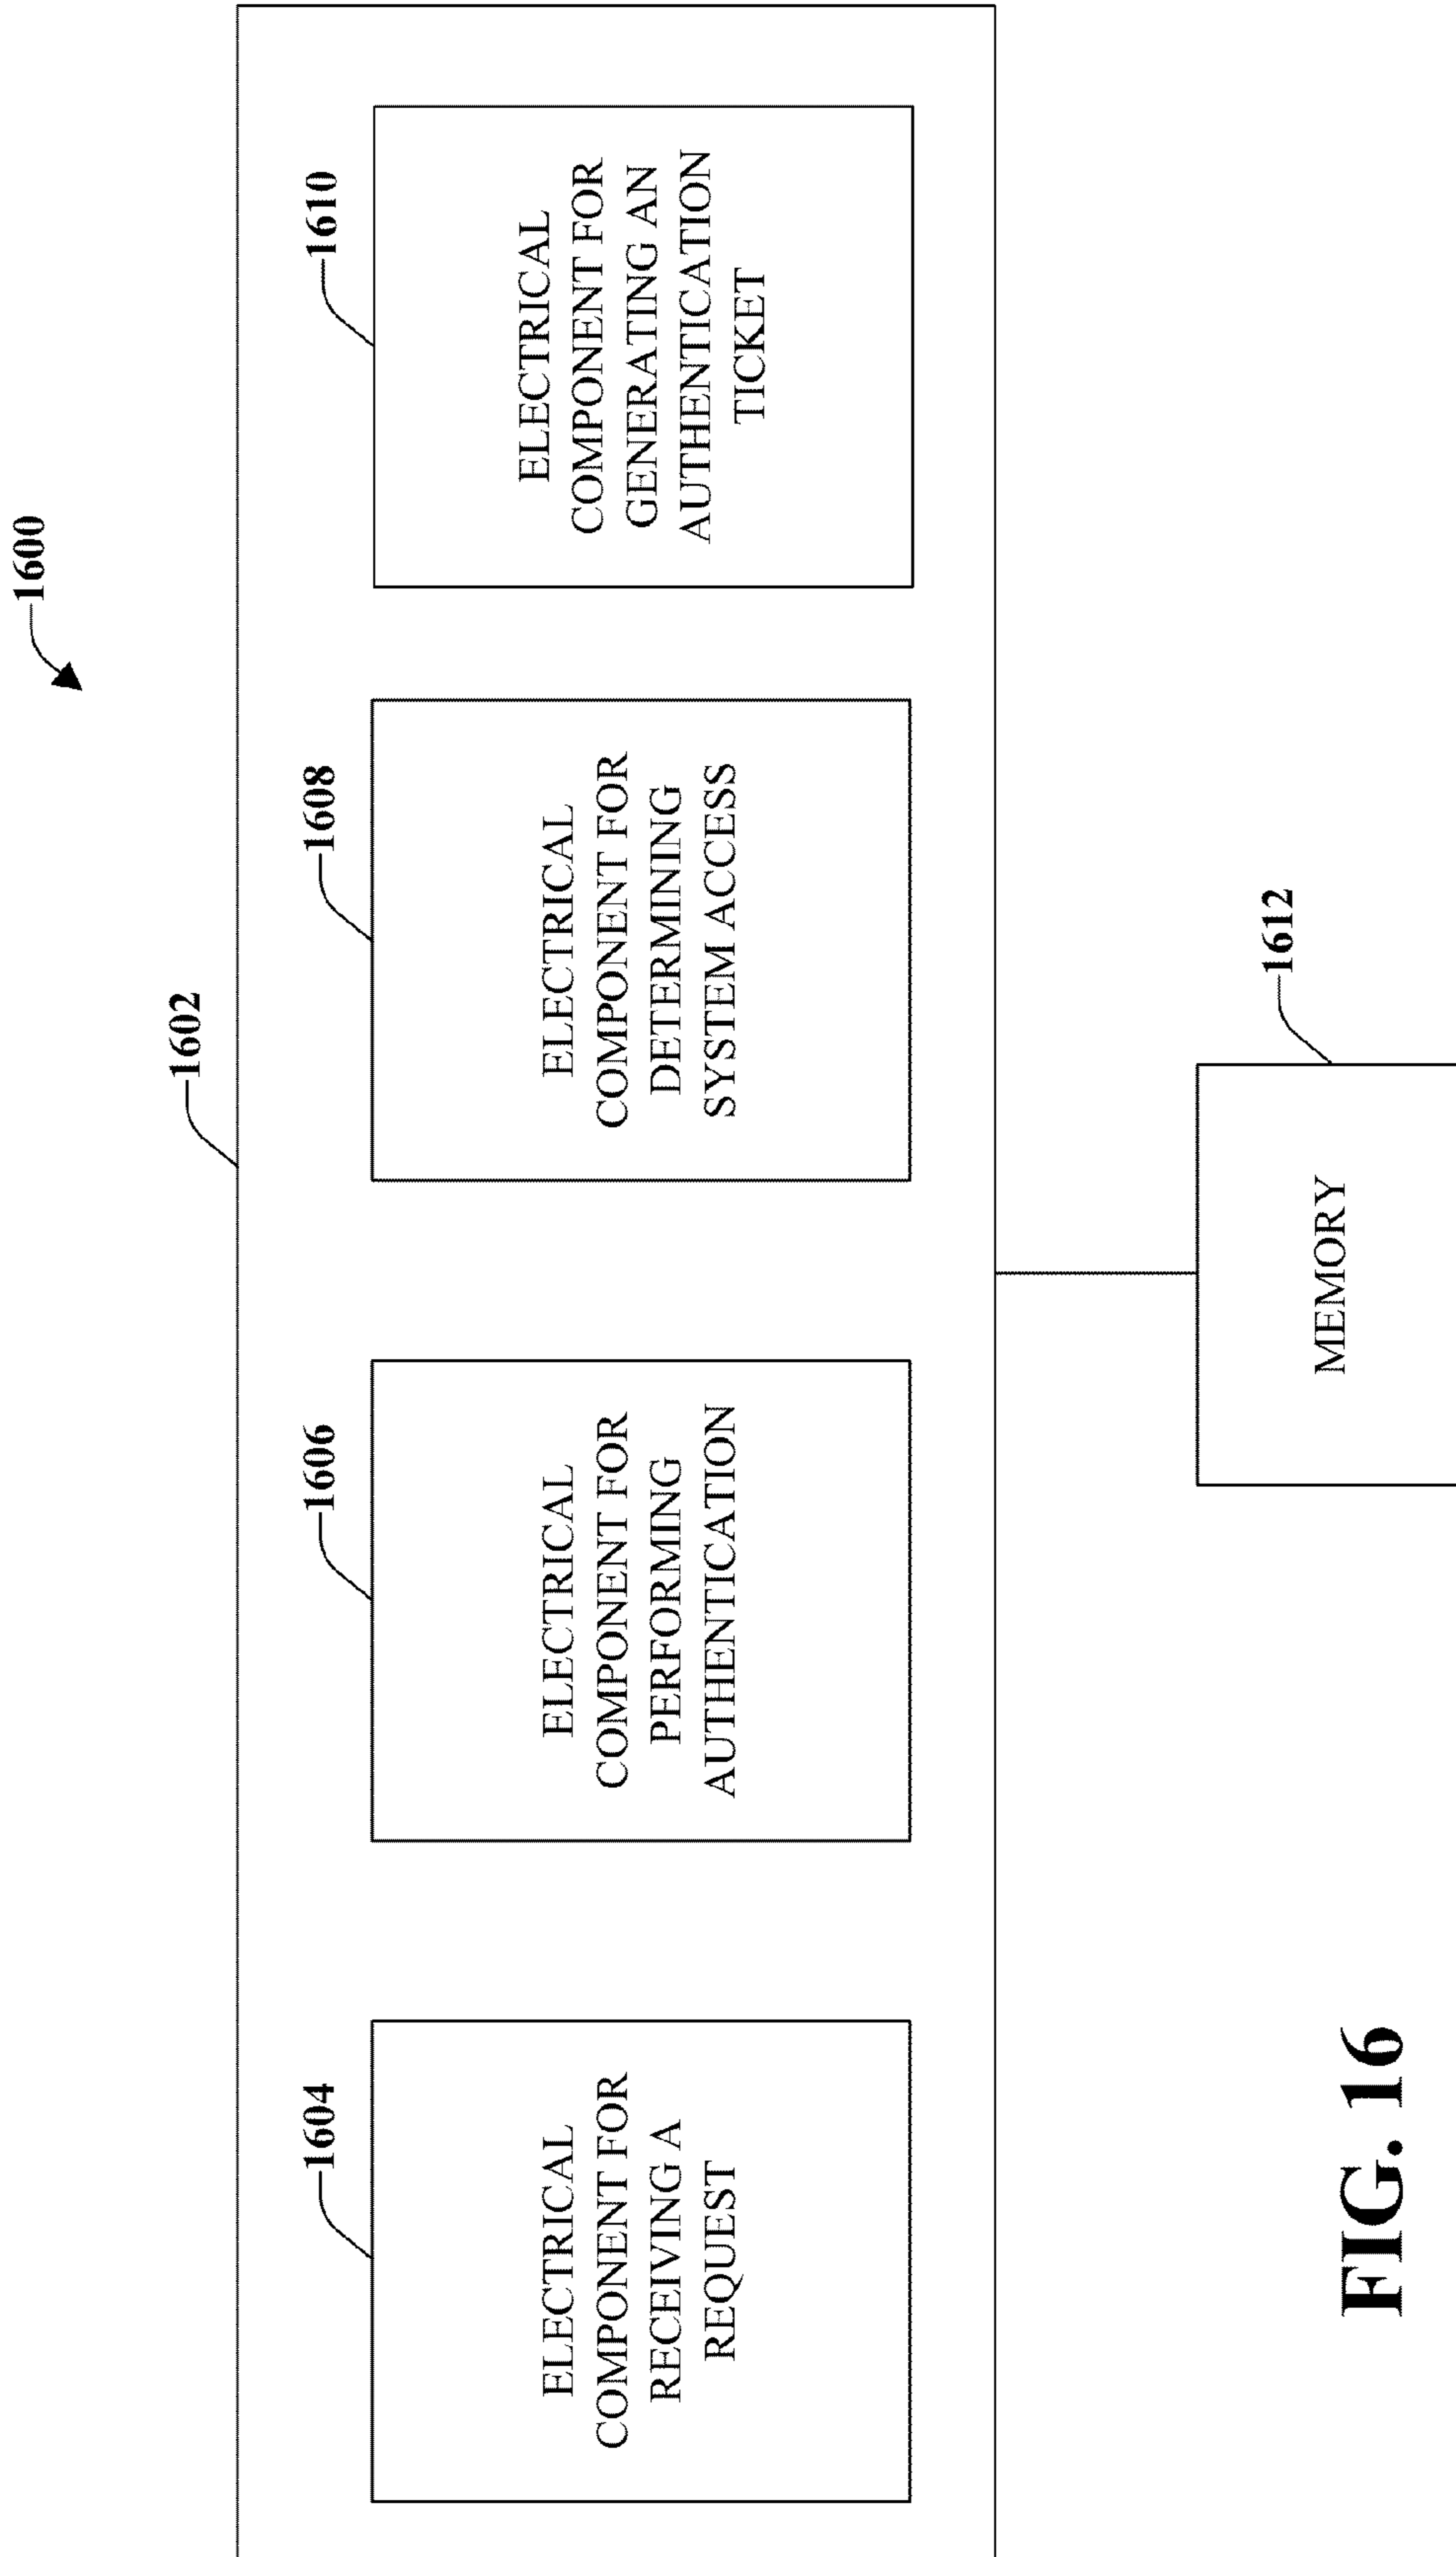 1600
1602
1604
ELECTRICAL
COMPONENT FOR
RECEIVING A
REQUEST
1606
ELECTRICAL
COMPONENT FOR
PERFORMING
AUTHENTICATION
1608
ELECTRICAL
COMPONENT FOR
DETERMINING
SYSTEM ACCESS
1610
ELECTRICAL
COMPONENT FOR
GENERATING AN
AUTHENTICATION
TICKET
1612
MEMORY
FIG. 16